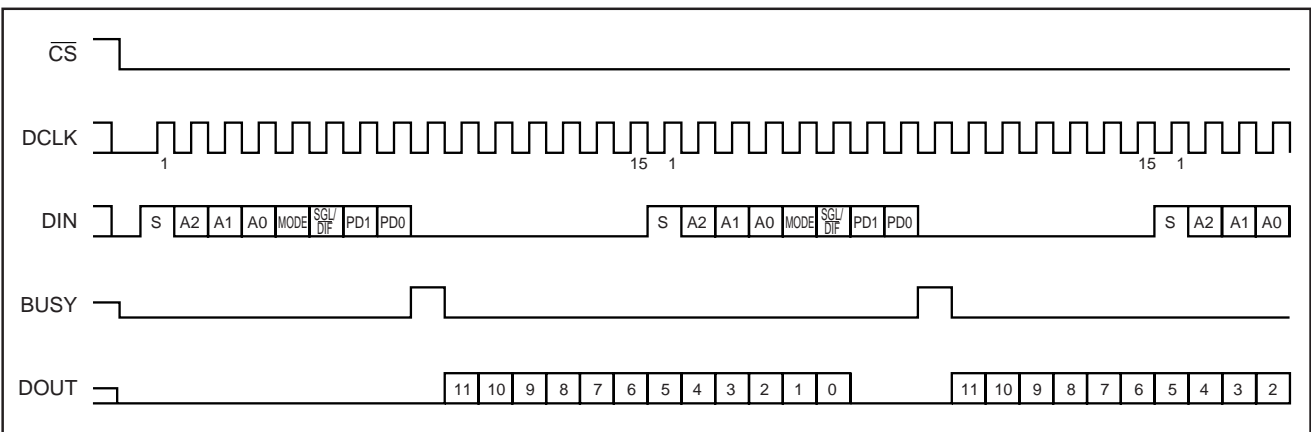 CS
DCLK
1 15 1 15 1
DIN
S A2 A1 A0 MODE SGL/DIF PD1 PD0 S A2 A1 A0 MODE SGL/DIF PD1 PD0 S A2 A1 A0
BUSY
DOUT
11 10 9 8 7 6 5 4 3 2 1 0 11 10 9 8 7 6 5 4 3 2